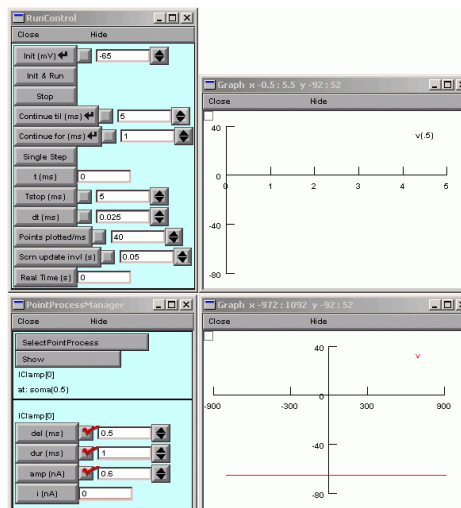 RunControl
Close Hide
Init (mV) -65
Init & Run
Stop
Continue til (ms) 5
Continue for (ms) 1
Single Step
t (ms) 0
Tstop (ms) 5
dt (ms) 0.025
Points plotted/ms 40
Scrn update invl (s) 0.05
Real Time (s) 0
Graph x -0.5 : 5.5 y -92 : 52
Close Hide
40
v(.5)
0
0 1 2 3 4 5
-40
-80
PointProcessManager
Close Hide
SelectPointProcess
Show
IClamp[0]
at: soma(0.5)
IClamp[0]
del (ms) 0.5
dur (ms) 1
amp (nA) 0.6
i (nA) 0
Graph x -972 : 1092 y -92 : 52
Close Hide
40
v
0
-900 -300 300 900
-40
-80